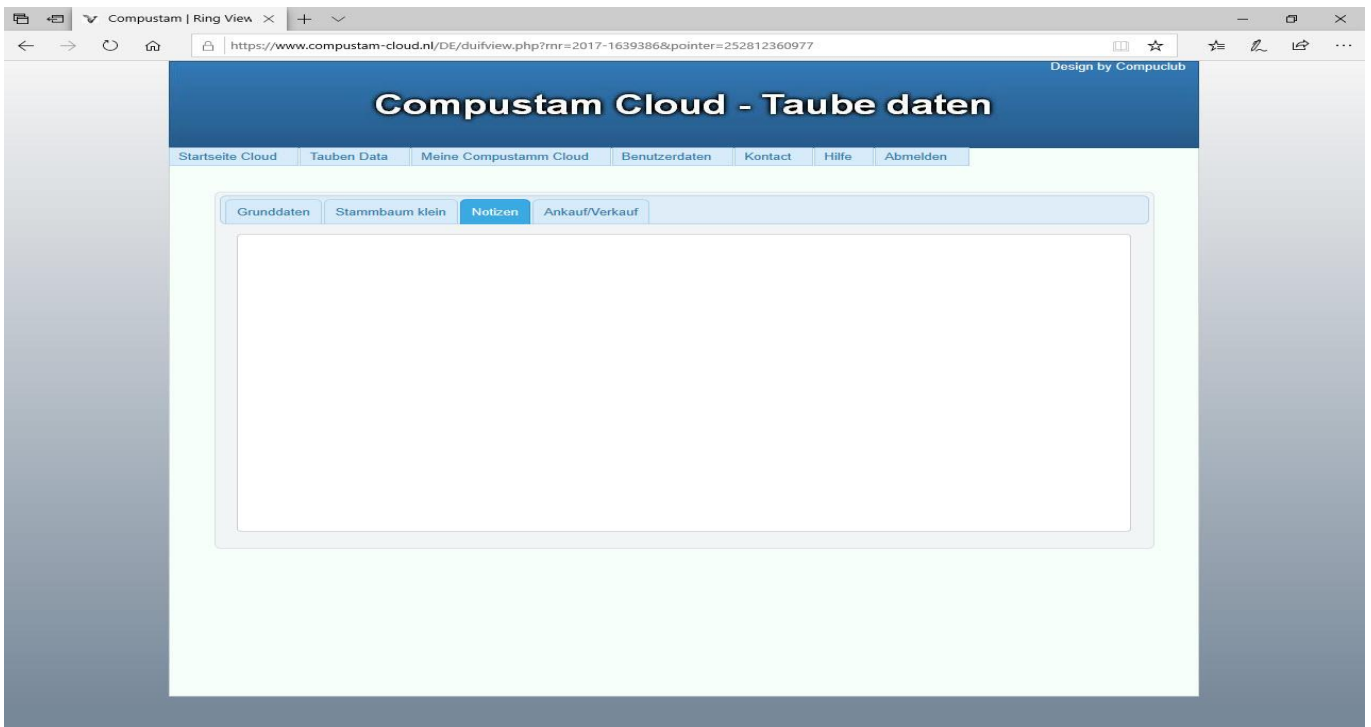 Compustam | Ring View
https://www.compustam-cloud.nl/DE/duifview.php?rnr=2017-1639386&pointer=252812360977
Design by Compuclub
Compustam Cloud - Taube daten
Startseite Cloud Tauben Data Meine Compustamm Cloud Benutzerdaten Kontact Hilfe Abmelden
Grunddaten Stammbaum klein Notizen Ankauf/Verkauf